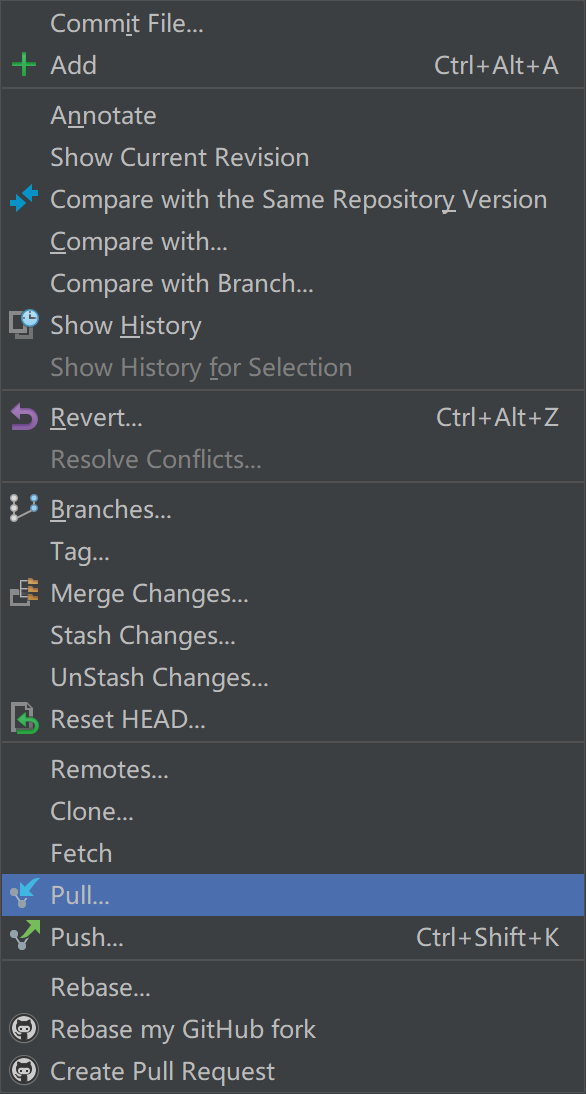 Commit File...
Add Ctrl+Alt+A
Annotate
Show Current Revision
Compare with the Same Repository Version
Compare with...
Compare with Branch...
Show History
Show History for Selection
Revert... Ctrl+Alt+Z
Resolve Conflicts...
Branches...
Tag...
Merge Changes...
Stash Changes...
UnStash Changes...
Reset HEAD...
Remotes...
Clone...
Fetch
Pull...
Push... Ctrl+Shift+K
Rebase...
Rebase my GitHub fork
Create Pull Request